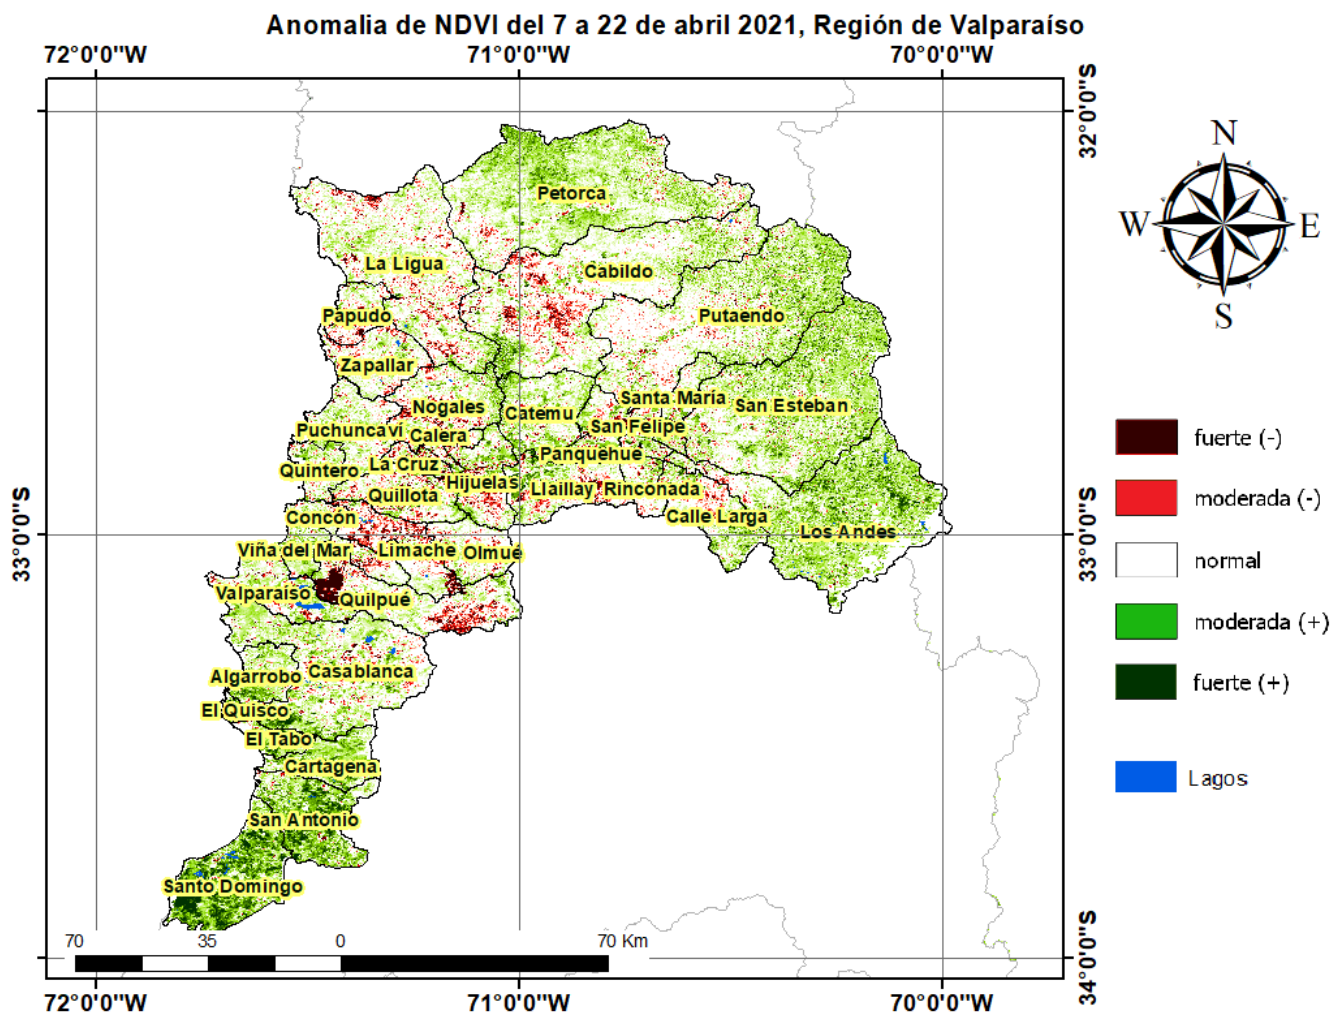 Anomalia de NDVI del 7 a 22 de abril 2021, Región de Valparaíso
72°0'0"W 71°0'0"W 70°0'0"W
32°0'0"S
N
W E
S
Petorca
La Ligua
Cabildo
Papudo
Putaendo
Zapallar
Santa María
Nogales
San Esteban
Catemu
Puchuncaví
Calera
San Felipe
Panquehue
Quintero
La Cruz
Hijuelas
Quillota
Llaillay
Rinconada
Concón
Calle Larga
Los Andes
Viña del Mar
Limache
Olmué
Valparaíso
Quilpué
Casablanca
Algarrobo
El Quisco
El Tabo
Cartagena
San Antonio
Santo Domingo
33°0'0"S
33°0'0"S
fuerte (-)
moderada (-)
normal
moderada (+)
fuerte (+)
Lagos
70 35 0 70 Km
34°0'0"S
72°0'0"W 71°0'0"W 70°0'0"W